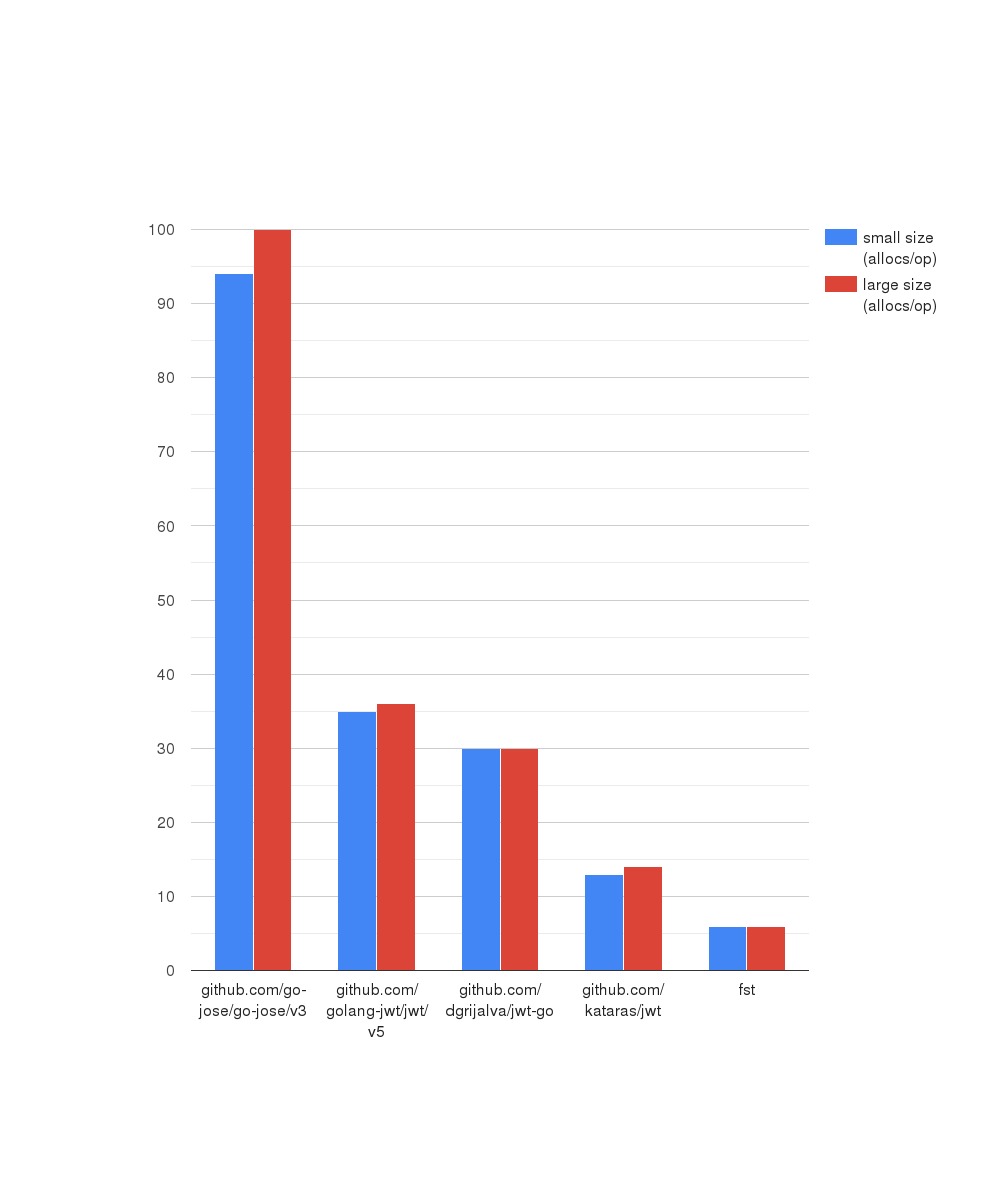 100
90
80
70
60
50
40
30
20
10
0
small size
(allocs/op)
large size
(allocs/op)
github.com/go-
jose/go-jose/v3
github.com/
golang-jwt/jwt/
v5
github.com/
dgrijalva/jwt-go
github.com/
kataras/jwt
fst